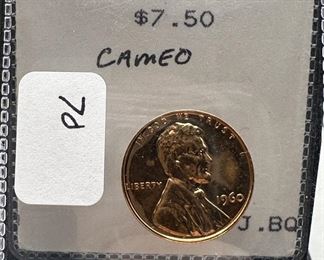 $7.50
CAMEO
PL
IN GOD WE TRUST
LIBERTY
1960
J.BQ